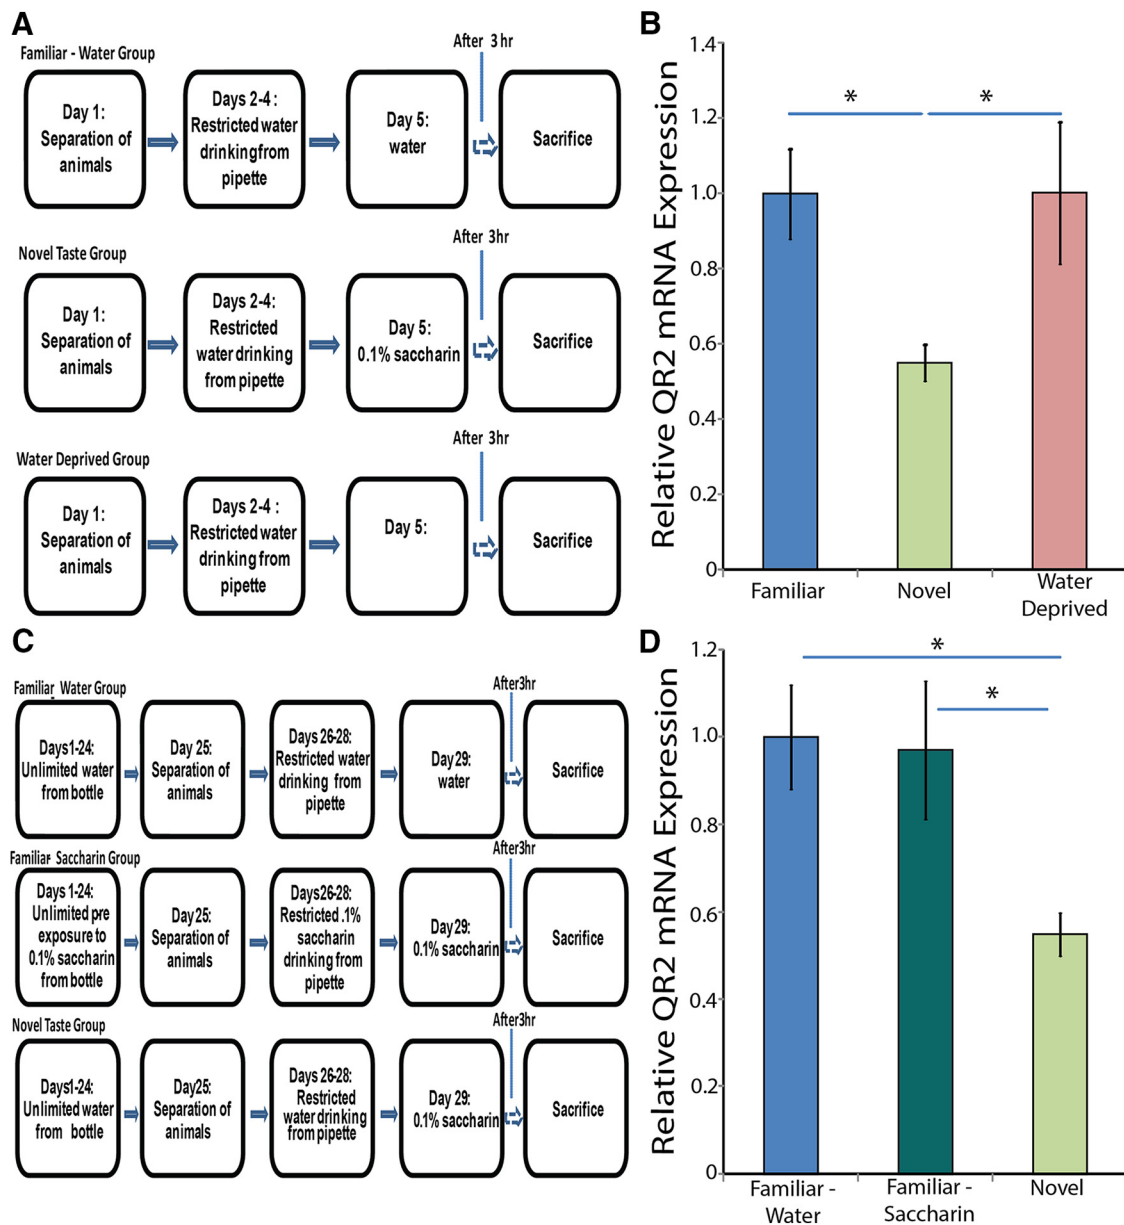 A
Familiar - Water Group
After 3 hr
Day 1:
Separation of
animals
Days 2-4 :
Restricted water
drinkingfrom
pipette
Day 5:
water
Sacrifice
Novel Taste Group
After 3hr
Day 1:
Separation of
animals
Days 2-4:
Restricted
water drinking
from pipette
Day 5:
0.1% saccharin
Sacrifice
Water Deprived Group
After 3hr
Day 1:
Separation of
animals
Days 2-4 :
Restricted water
drinking from
pipette
Day 5:
Sacrifice
B
Relative QR2 mRNA Expression
1.4
1.2
1.0
0.8
0.6
0.4
0.2
0
*
*
Familiar
Novel
Water
Deprived
C
Familiar- Water Group
After3hr
Days1-24:
Unlimited water
from bottle
Day 25:
Separation of
animals
Days 26-28:
Restricted water
drinking from
pipette
Day29:
water
Sacrifice
Familiar- Saccharin Group
After3hr
Days 1-24:
Unlimited pre
exposure to
0.1% saccharin
from bottle
Day25:
Separation of
animals
Days26-28:
Restricted .1%
saccharin
drinking from
pipette
Day29:
0.1% saccharin
Sacrifice
Novel Taste Group
After3hr
Days1-24:
Unlimited water
from bottle
Day25:
Separation of
animals
Days 26-28:
Restricted
water drinking
from pipette
Day 29:
0.1% saccharin
Sacrifice
D
Relative QR2 mRNA Expression
1.2
1.0
0.8
0.6
0.4
0.2
0
*
*
Familiar -
Water
Familiar -
Saccharin
Novel